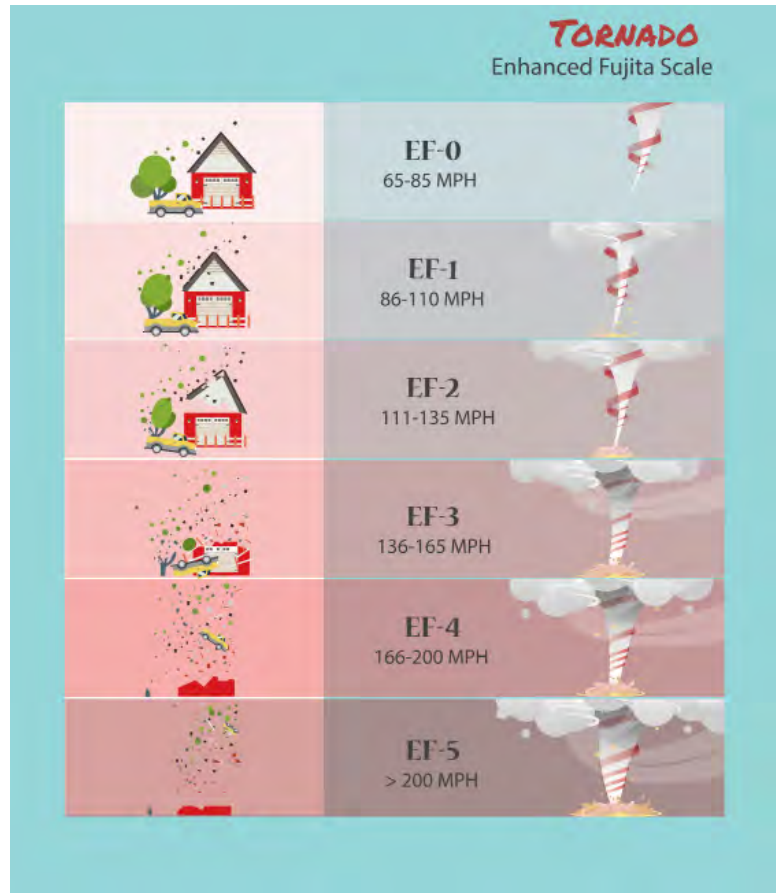 TORNADO
Enhanced Fujita Scale
EF-0
65-85 MPH
EF-1
86-110 MPH
EF-2
111-135 MPH
EF-3
136-165 MPH
EF-4
166-200 MPH
EF-5
> 200 MPH